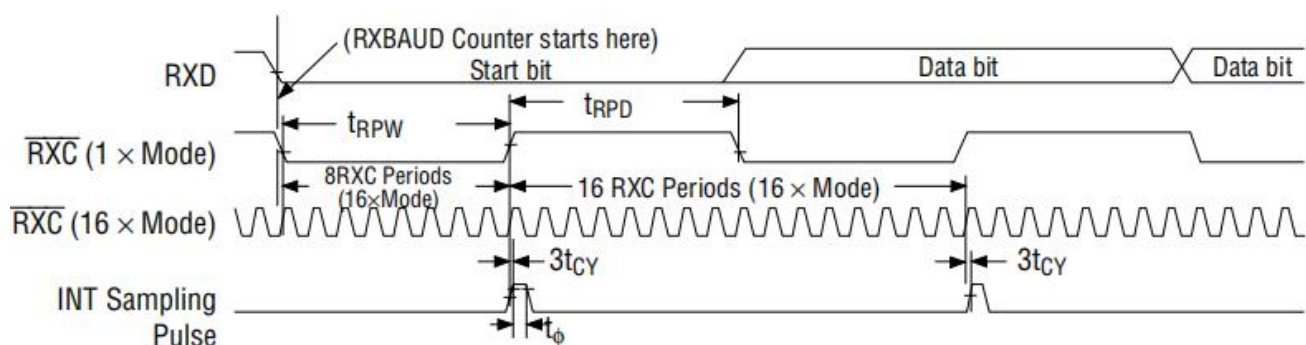 (RXBAUD Counter starts here)
RXD
Start bit
Data bit
Data bit
tRPW
tRPD
RXC (1 × Mode)
8RXC Periods
(16×Mode)
16 RXC Periods (16 × Mode)
RXC (16 × Mode)
3tCY
3tCY
INT Sampling
Pulse
tϕ